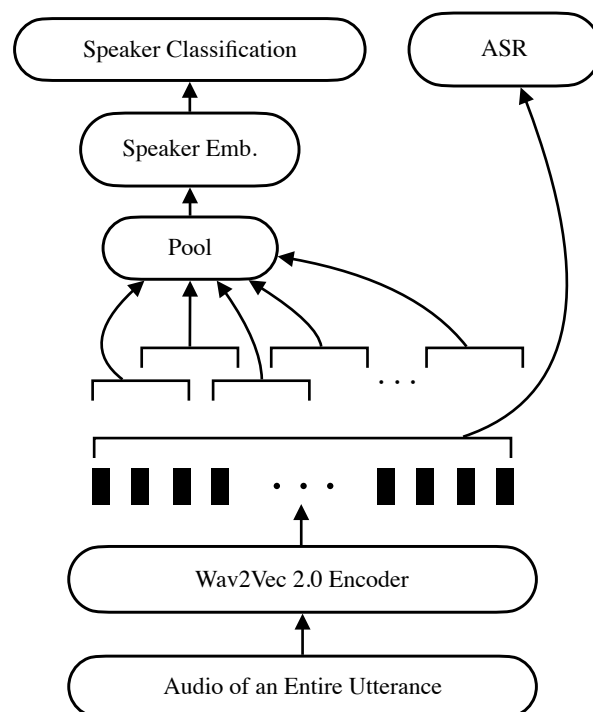 Speaker Classification
ASR
Speaker Emb.
Pool
. . .
. . .
Wav2Vec 2.0 Encoder
Audio of an Entire Utterance